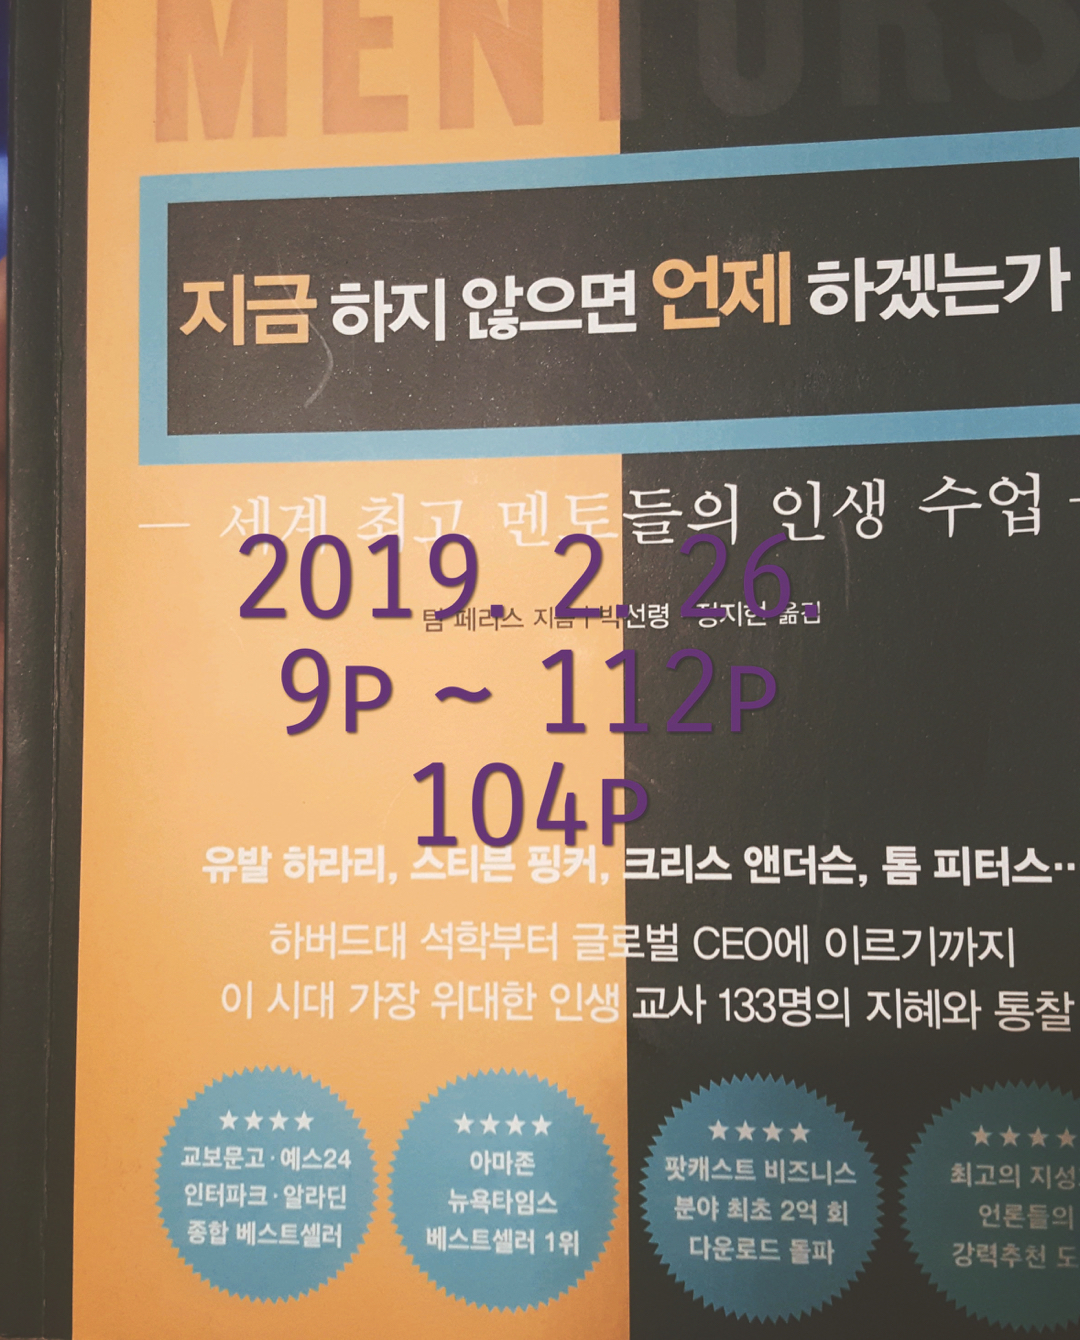 MENTORS
지금 하지 않으면 언제 하겠는가
— 세계 최고 멘토들의 인생 수업 -
2019. 2. 26.
팀 페리스 지음 | 박선령 · 정지현 옮김
9P ~ 112P
104P
유발 하라리, 스티븐 핑커, 크리스 앤더슨, 톰 피터스…
하버드대 석학부터 글로벌 CEO에 이르기까지
이 시대 가장 위대한 인생 교사 133명의 지혜와 통찰
★★★★
교보문고·예스24
인터파크·알라딘
종합 베스트셀러
★★★★
아마존
뉴욕타임스
베스트셀러 1위
★★★★
팟캐스트 비즈니스
분야 최초 2억 회
다운로드 돌파
★★★★
최고의 지성
언론들의
강력추천 도